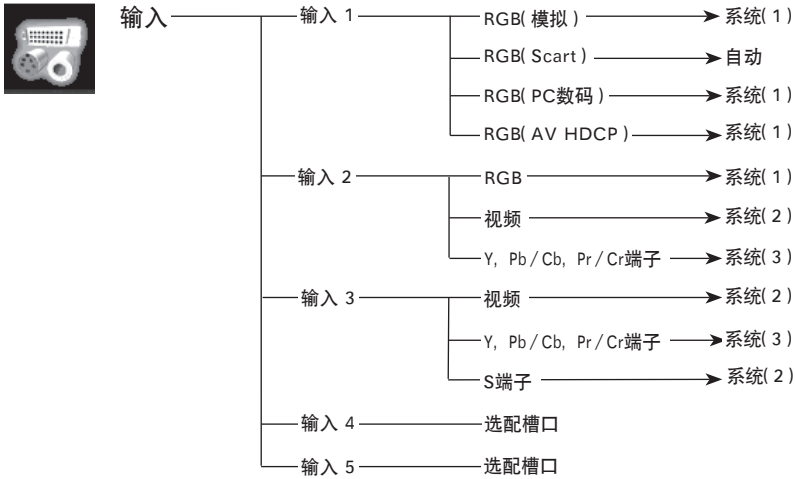 输入 输入 1 RGB( 模拟 ) 系统( 1 )
RGB( Scart ) 自动
RGB( PC数码 ) 系统( 1 )
RGB( AV HDCP ) 系统( 1 )
输入 2 RGB 系统( 1 )
视频 系统( 2 )
Y, Pb / Cb, Pr / Cr端子 系统( 3 )
输入 3 视频 系统( 2 )
Y, Pb / Cb, Pr / Cr端子 系统( 3 )
S端子 系统( 2 )
输入 4 选配槽口
输入 5 选配槽口